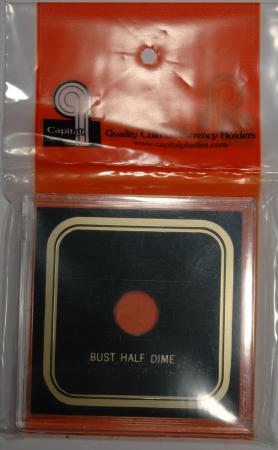 Capital
Quality Coin & Currency Holders
www.capitalplastics.com
BUST HALF DIME